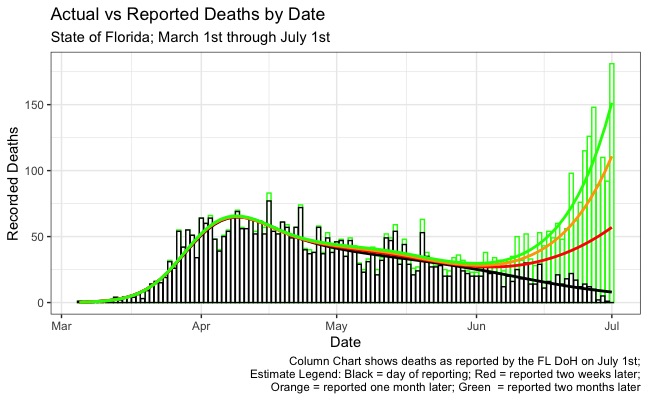 Actual vs Reported Deaths by Date
State of Florida; March 1st through July 1st
150
100
50
0
Recorded Deaths
Mar
Apr
May
Jun
Jul
Date
Column Chart shows deaths as reported by the FL DoH on July 1st;
Estimate Legend: Black = day of reporting; Red = reported two weeks later;
Orange = reported one month later; Green  = reported two months later